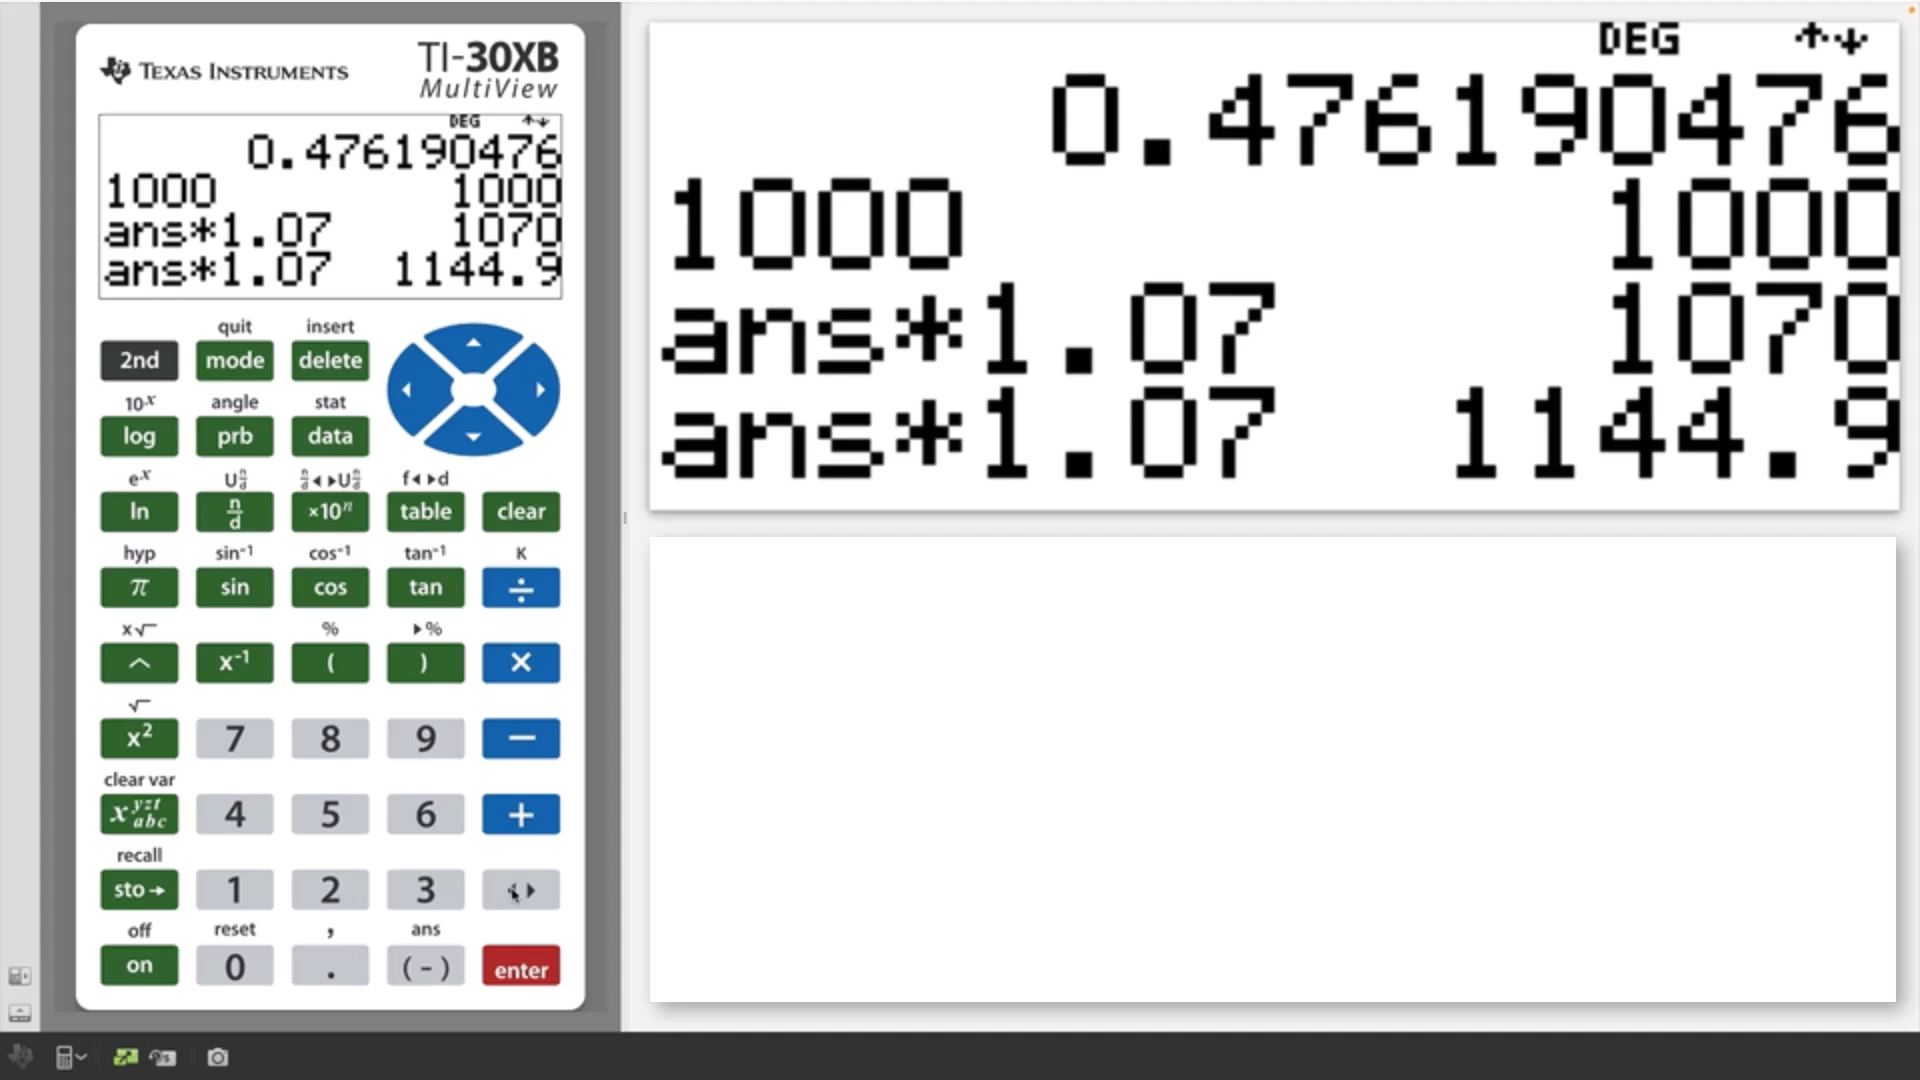 TEXAS INSTRUMENTS
TI-30XB
MultiView
DEG
0.476190476
1000 1000
ans*1.07 1070
ans*1.07 1144.9
quit insert
2nd mode delete
10ˣ angle stat
log prb data
eˣ U n/d n/d ◂▸U n/d f◂▸d
ln n/d ×10ⁿ table clear
hyp sin⁻¹ cos⁻¹ tan⁻¹ K
π sin cos tan ÷
x√ % ▸%
^ x⁻¹ ( ) ×
√
x² 7 8 9 −
clear var
x yzt abc 4 5 6 +
recall
sto→ 1 2 3 ◂▸
off reset , ans
on 0 . (-) enter
DEG
0.476190476
1000 1000
ans*1.07 1070
ans*1.07 1144.9